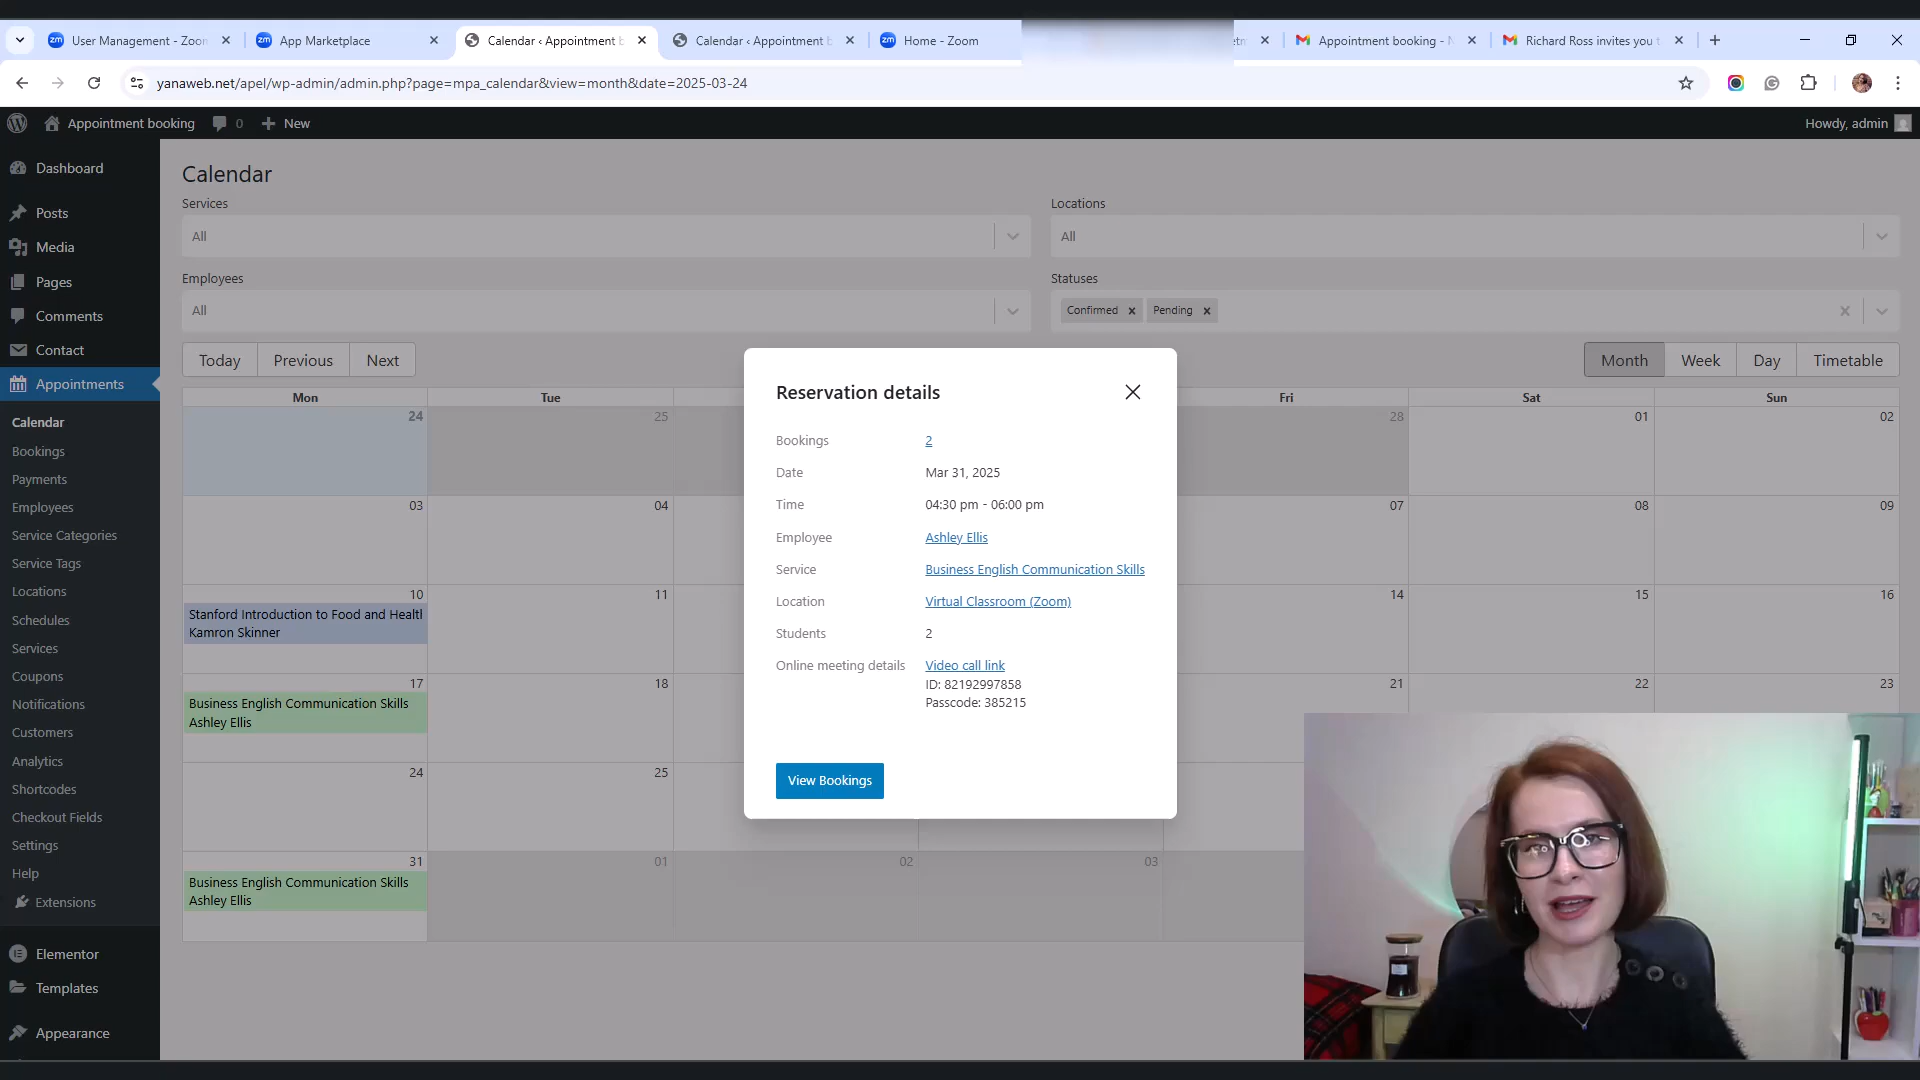 User Management - Zoom
App Marketplace
Calendar ‹ Appointment b
Calendar ‹ Appointment b
Home - Zoom
Appointment booking - N
Richard Ross invites you t
yanaweb.net/apel/wp-admin/admin.php?page=mpa_calendar&view=month&date=2025-03-24
Appointment booking
0
New
Howdy, admin
Dashboard
Posts
Media
Pages
Comments
Contact
Appointments
Calendar
Bookings
Payments
Employees
Service Categories
Service Tags
Locations
Schedules
Services
Coupons
Notifications
Customers
Analytics
Shortcodes
Checkout Fields
Settings
Help
Extensions
Elementor
Templates
Appearance
Calendar
Services
All
Locations
All
Employees
All
Statuses
Confirmed
Pending
Today Previous Next
Month Week Day Timetable
Mon Tue Fri Sat Sun
24 25 28 01 02
03 04 07 08 09
10 11 14 15 16
Stanford Introduction to Food and Healtl
Kamron Skinner
17 18 21 22 23
Business English Communication Skills
Ashley Ellis
24 25
31 01 02 03
Business English Communication Skills
Ashley Ellis
Reservation details
Bookings 2
Date Mar 31, 2025
Time 04:30 pm - 06:00 pm
Employee Ashley Ellis
Service Business English Communication Skills
Location Virtual Classroom (Zoom)
Students 2
Online meeting details Video call link
ID: 82192997858
Passcode: 385215
View Bookings